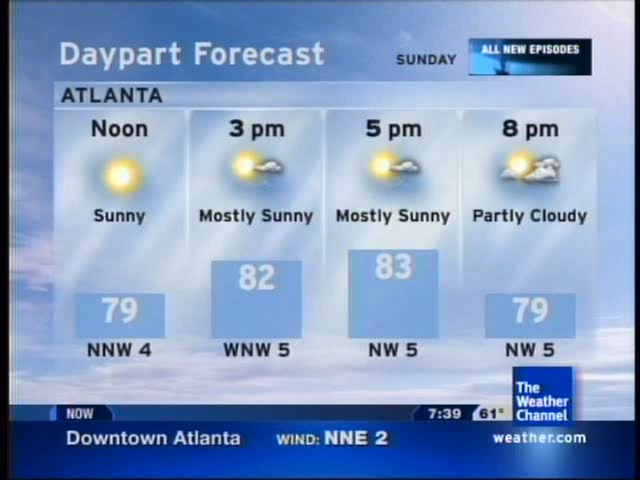 Daypart Forecast
SUNDAY
ALL NEW EPISODES
ATLANTA
Noon 3 pm 5 pm 8 pm
Sunny Mostly Sunny Mostly Sunny Partly Cloudy
79 82 83 79
NNW 4 WNW 5 NW 5 NW 5
The
Weather
Channel
NOW 7:39 61°
Downtown Atlanta WIND: NNE 2 weather.com